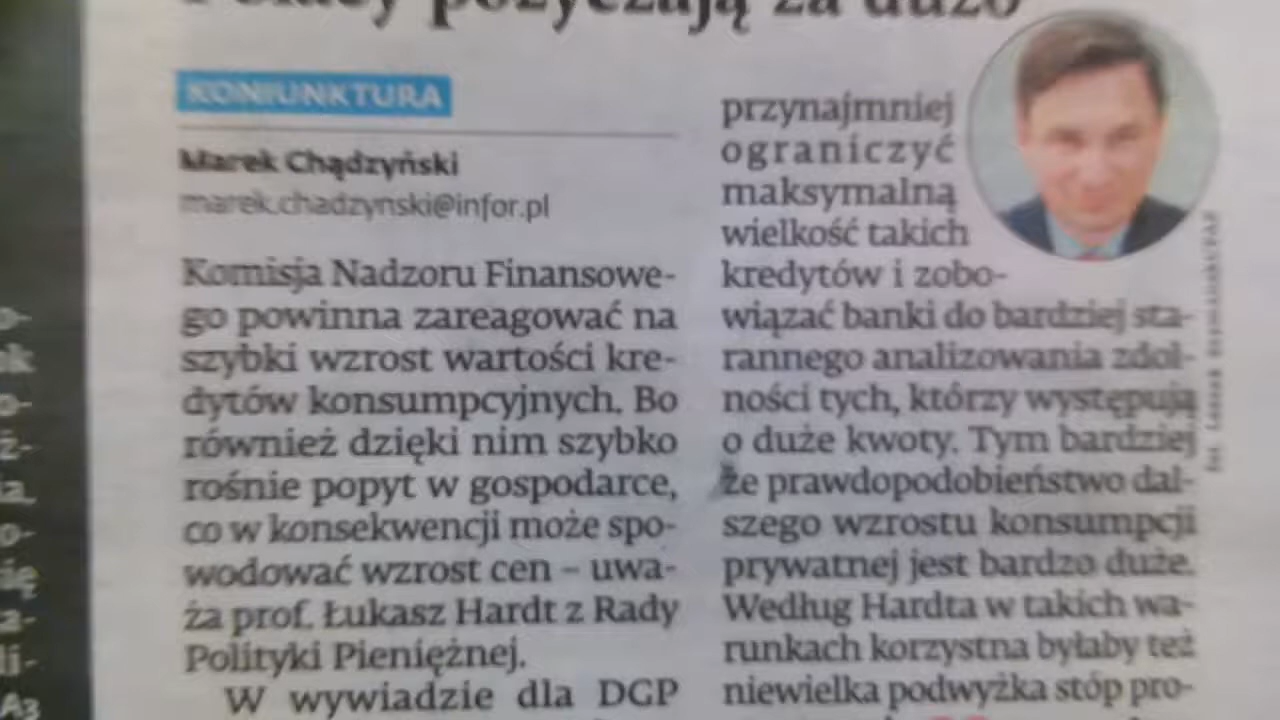 Polacy pożyczają za dużo
KONIUNKTURA
Marek Chądzyński
marek.chadzynski@infor.pl
Komisja Nadzoru Finansowe-
go powinna zareagować na
szybki wzrost wartości kre-
dytów konsumpcyjnych. Bo
również dzięki nim szybko
rośnie popyt w gospodarce,
co w konsekwencji może spo-
wodować wzrost cen – uwa-
ża prof. Łukasz Hardt z Rady
Polityki Pieniężnej.
W wywiadzie dla DGP
przynajmniej
ograniczyć
maksymalną
wielkość takich
kredytów i zobo-
wiązać banki do bardziej sta-
rannego analizowania zdol-
ności tych, którzy występują
o duże kwoty. Tym bardziej
że prawdopodobieństwo dal-
szego wzrostu konsumpcji
prywatnej jest bardzo duże.
Według Hardta w takich wa-
runkach korzystna byłaby też
niewielka podwyżka stóp pro-